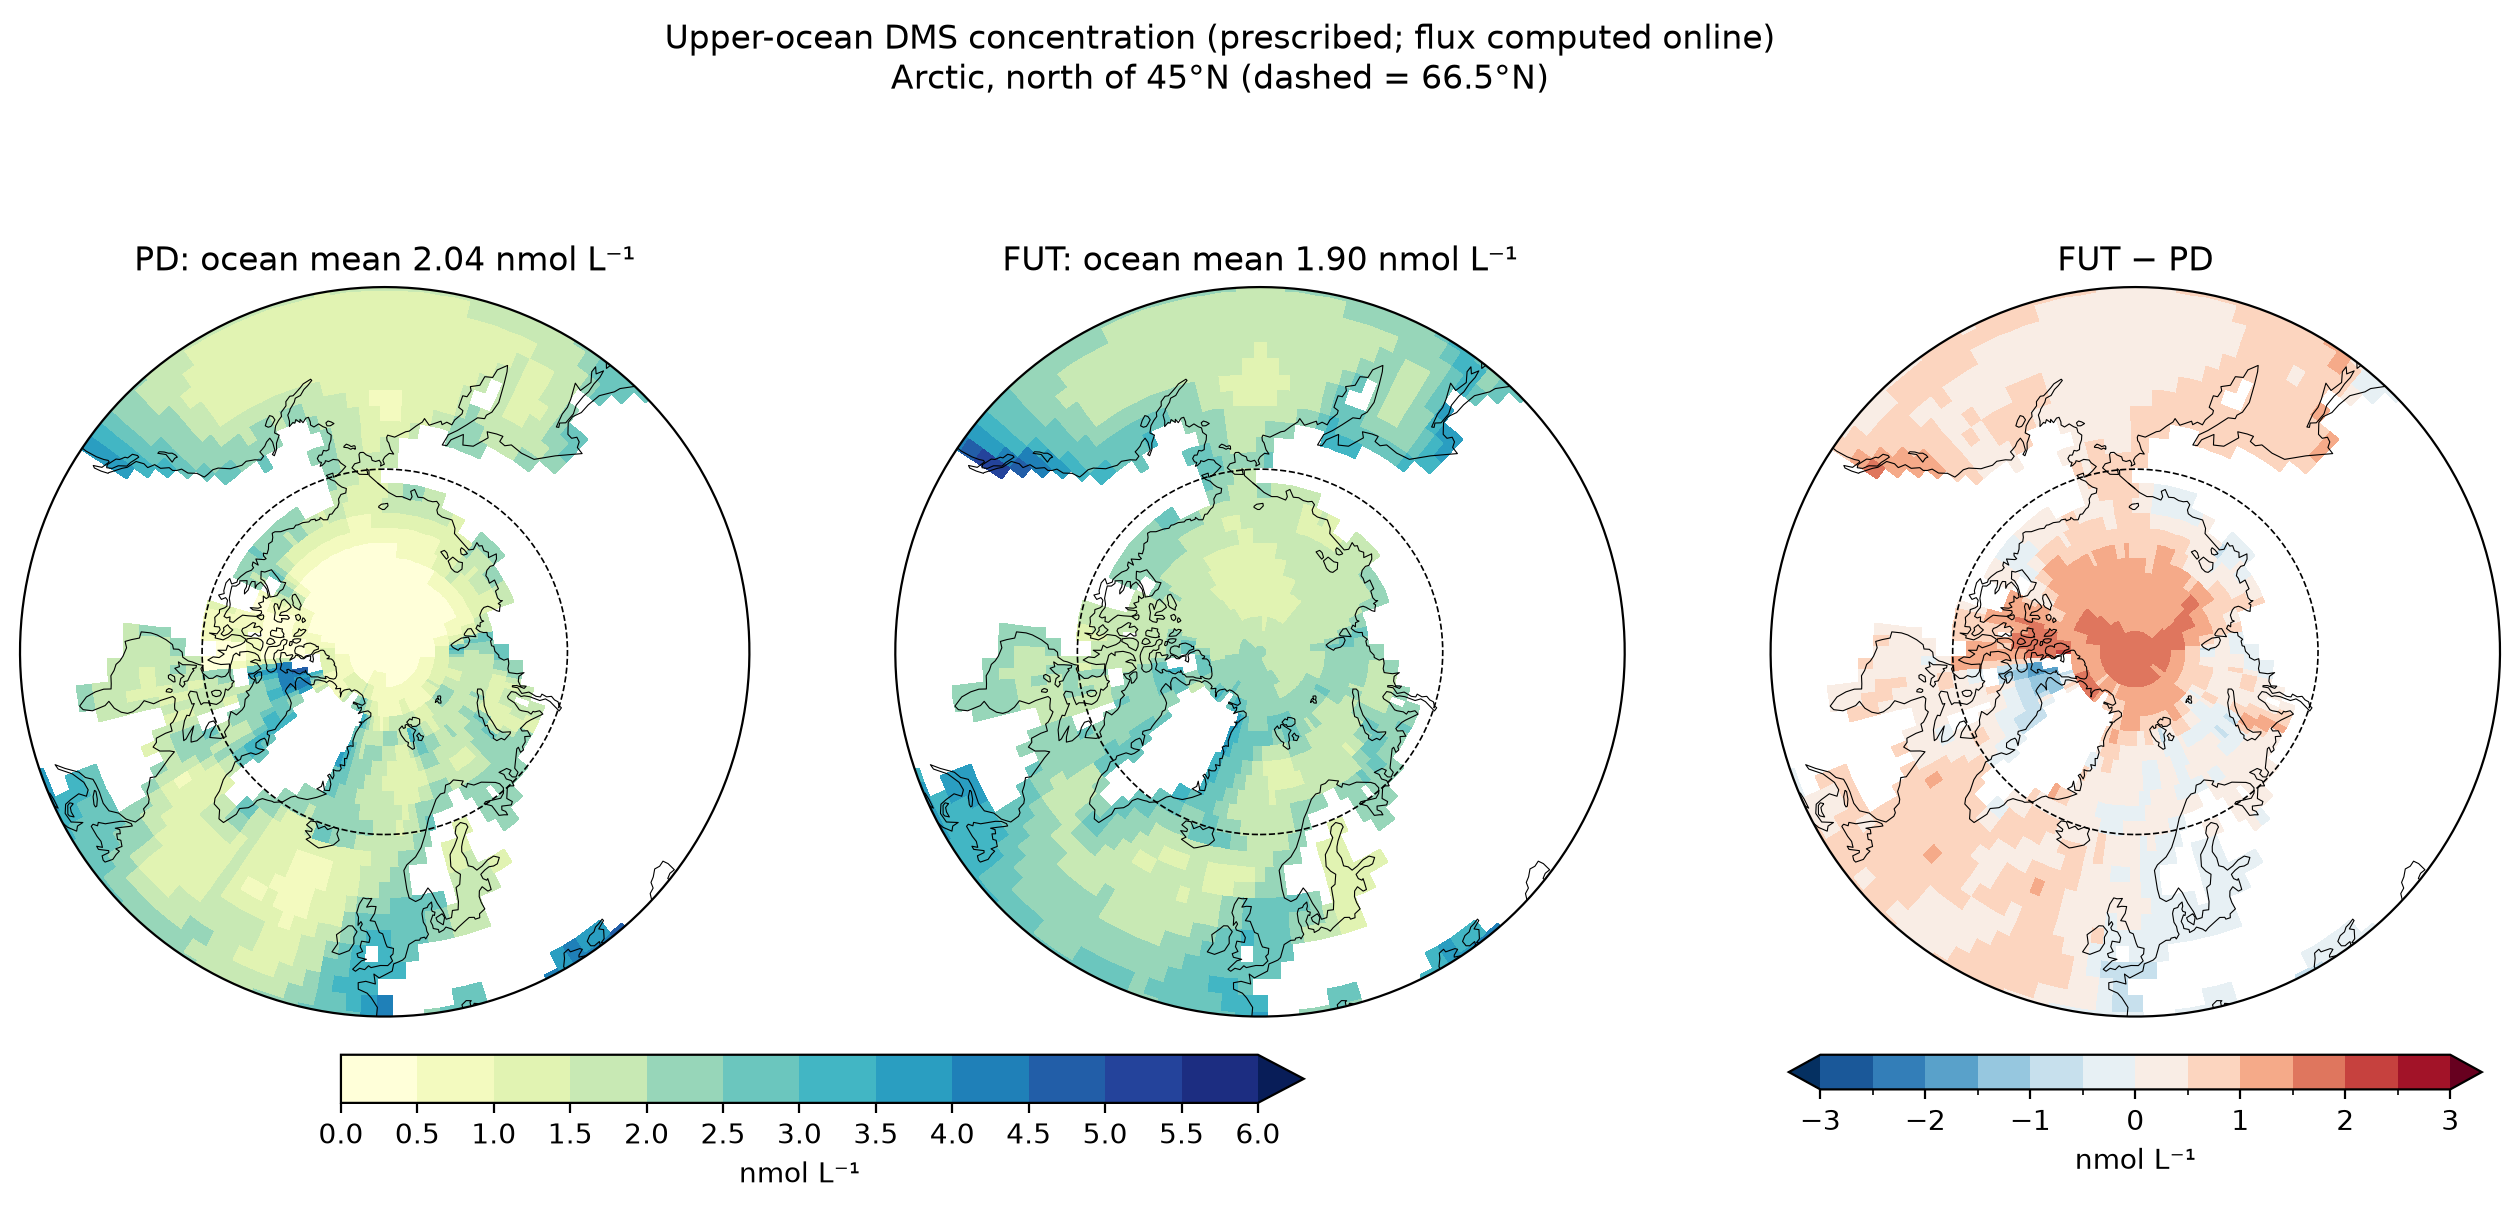 Upper-ocean DMS concentration (prescribed; flux computed online)
Arctic, north of 45°N (dashed = 66.5°N)
PD: ocean mean 2.04 nmol L⁻¹
FUT: ocean mean 1.90 nmol L⁻¹
FUT − PD
0.0 0.5 1.0 1.5 2.0 2.5 3.0 3.5 4.0 4.5 5.0 5.5 6.0
nmol L⁻¹
−3 −2 −1 0 1 2 3
nmol L⁻¹